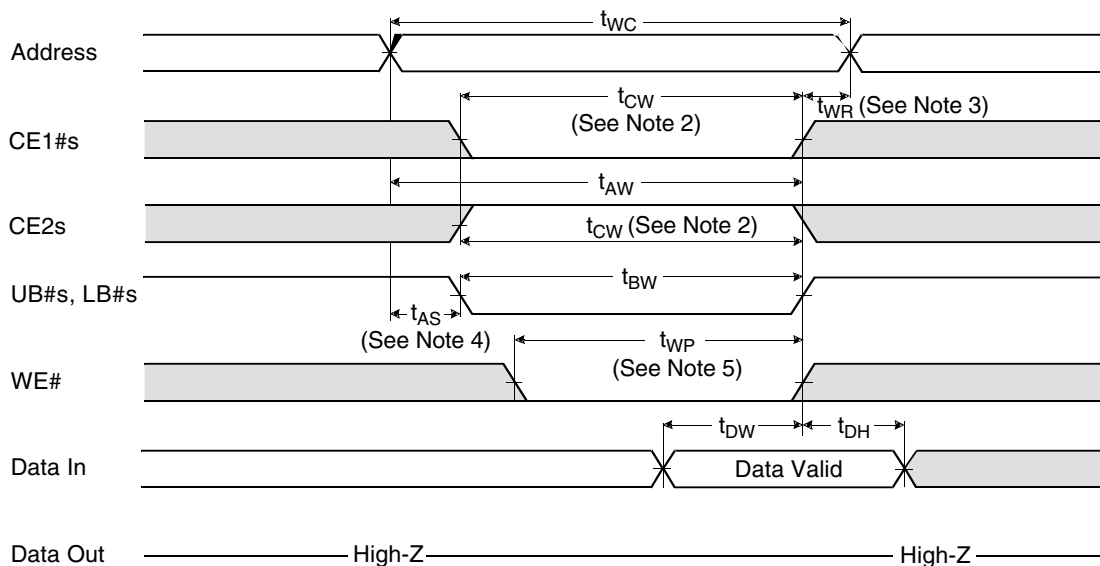 tWC
Address
tCW
(See Note 2)
tWR (See Note 3)
CE1#s
tAW
CE2s
tCW (See Note 2)
tBW
UB#s, LB#s
tAS
(See Note 4)
tWP
(See Note 5)
WE#
tDW
tDH
Data In
Data Valid
Data Out
High-Z
High-Z